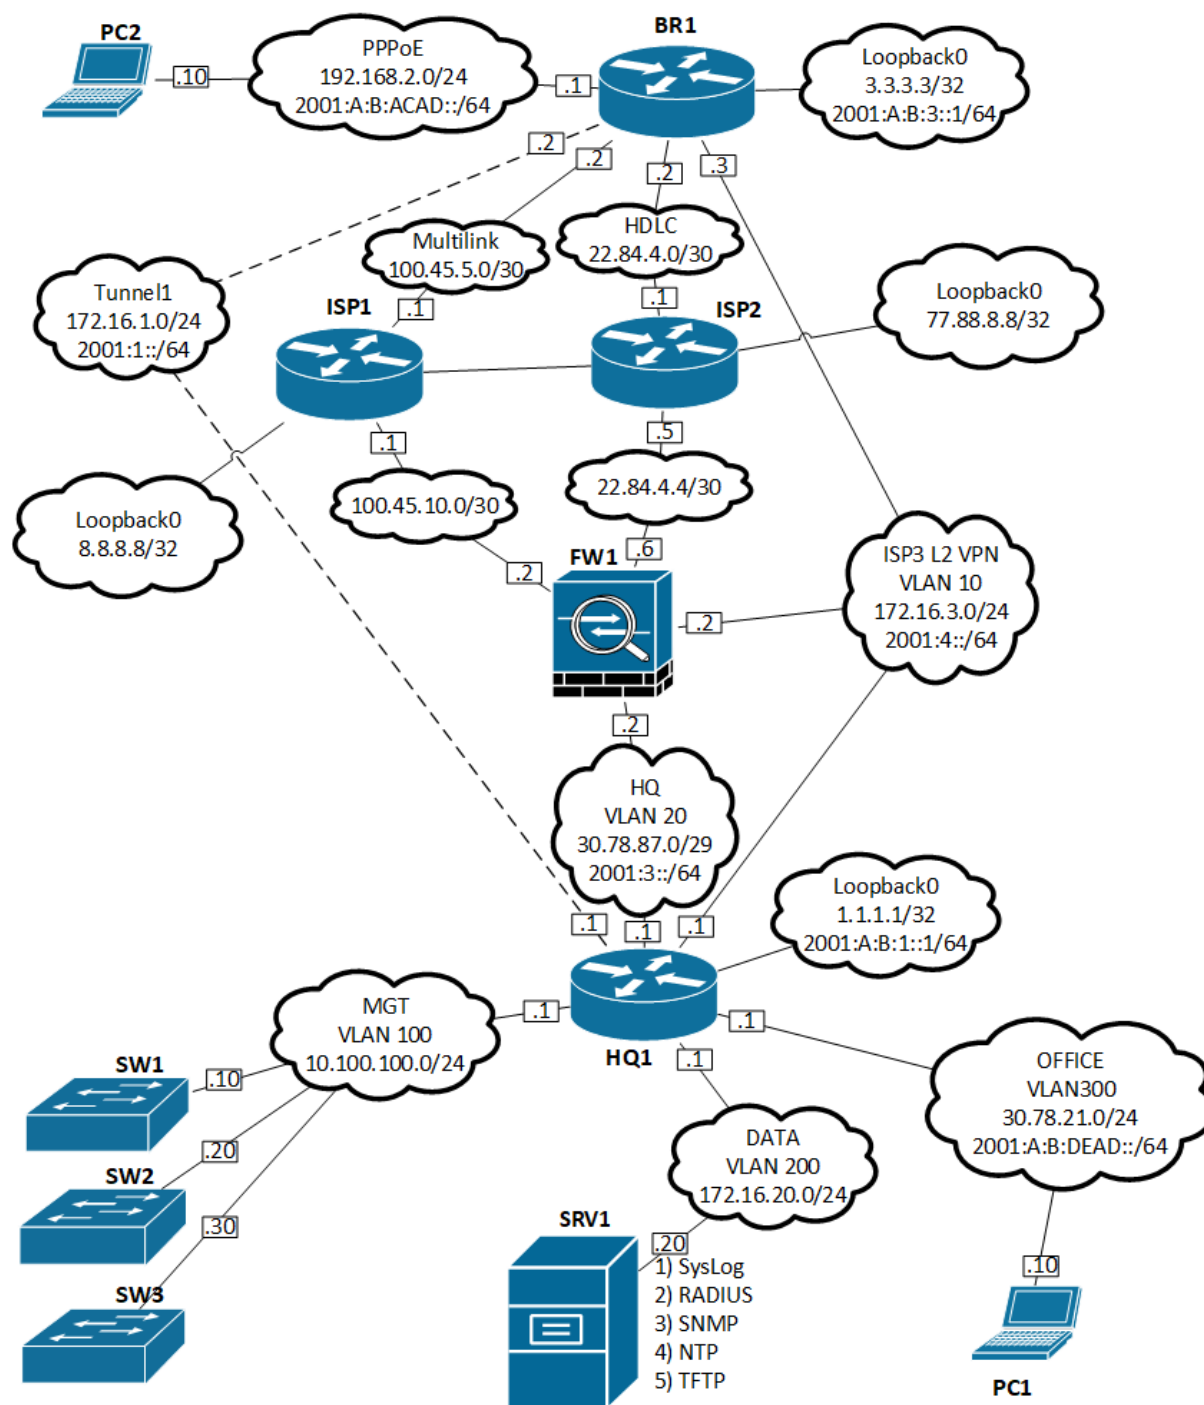 PC2
BR1
PPPoE
192.168.2.0/24
2001:A:B:ACAD::/64
.10
.1
Loopback0
3.3.3.3/32
2001:A:B:3::1/64
.2
.2
.2
.3
Multilink
100.45.5.0/30
HDLC
22.84.4.0/30
Tunnel1
172.16.1.0/24
2001:1::/64
Loopback0
77.88.8.8/32
ISP1
.1
.1
ISP2
.1
.5
100.45.10.0/30
22.84.4.4/30
Loopback0
8.8.8.8/32
FW1
.2
.6
.2
ISP3 L2 VPN
VLAN 10
172.16.3.0/24
2001:4::/64
.2
HQ
VLAN 20
30.78.87.0/29
2001:3::/64
Loopback0
1.1.1.1/32
2001:A:B:1::1/64
.1
.1
.1
MGT
VLAN 100
10.100.100.0/24
.1
HQ1
.1
.1
OFFICE
VLAN300
30.78.21.0/24
2001:A:B:DEAD::/64
SW1
.10
SW2
.20
.30
SW3
DATA
VLAN 200
172.16.20.0/24
SRV1
.20
1) SysLog
2) RADIUS
3) SNMP
4) NTP
5) TFTP
.10
PC1